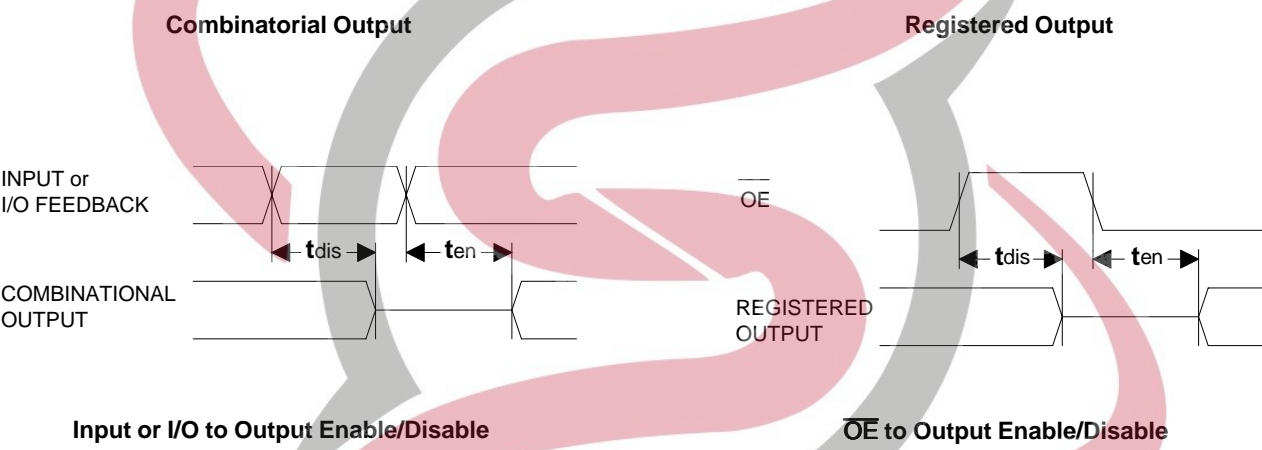 Combinatorial Output
Registered Output
INPUT or
I/O FEEDBACK
tdis
ten
COMBINATIONAL
OUTPUT
Input or I/O to Output Enable/Disable
OE
tdis
ten
REGISTERED
OUTPUT
OE to Output Enable/Disable